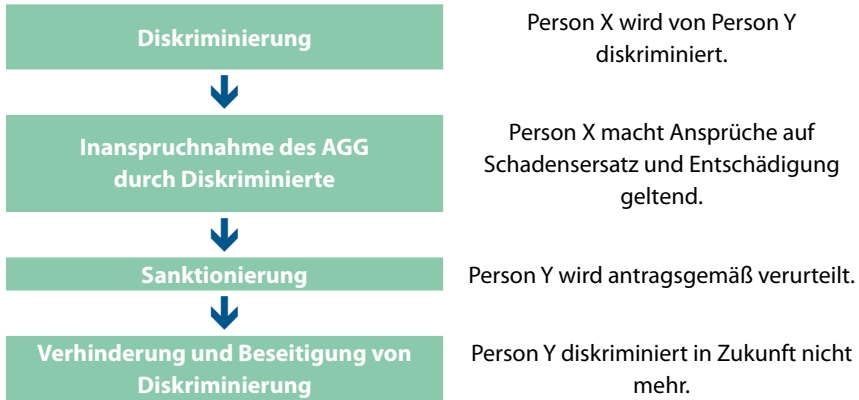 Diskriminierung
Person X wird von Person Y
diskriminiert.
Inanspruchnahme des AGG
durch Diskriminierte
Person X macht Ansprüche auf
Schadensersatz und Entschädigung
geltend.
Sanktionierung
Person Y wird antragsgemäß verurteilt.
Verhinderung und Beseitigung von
Diskriminierung
Person Y diskriminiert in Zukunft nicht
mehr.